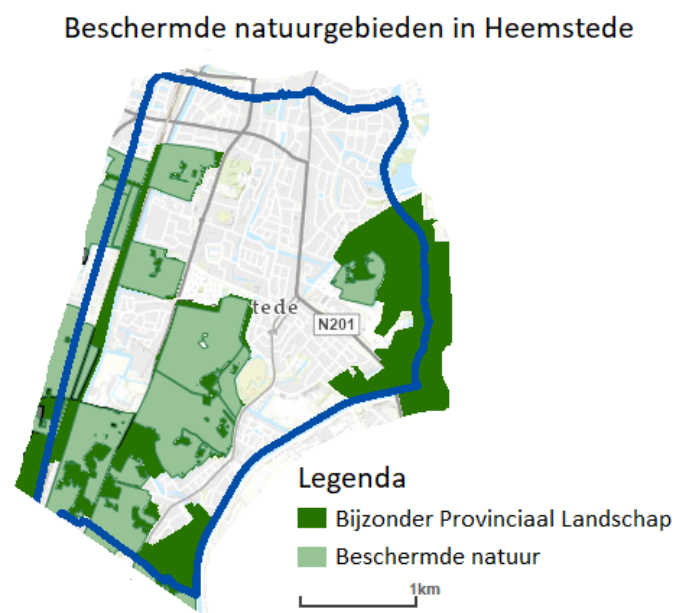 Beschermde natuurgebieden in Heemstede
tede
N201
Legenda
Bijzonder Provinciaal Landschap
Beschermde natuur
1km